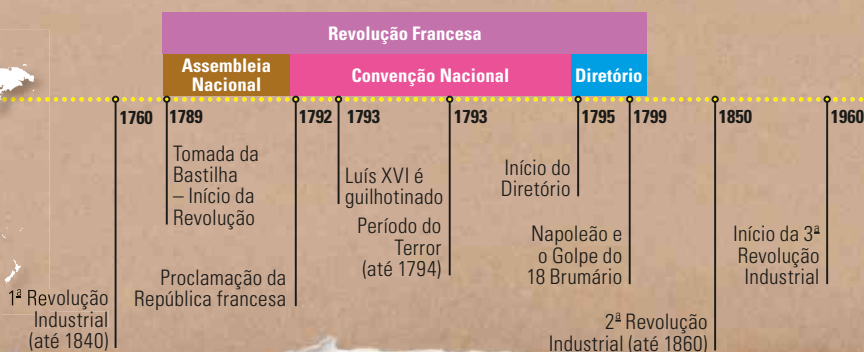 Revolução Francesa
Assembleia
Nacional
Convenção Nacional
Diretório
1760
1789
1792
1793
1793
1795
1799
1850
1960
Tomada da
Bastilha
– Início da
Revolução
Luís XVI é
guilhotinado
Início do
Diretório
Período do
Terror
(até 1794)
Napoleão e
o Golpe do
18 Brumário
Início da 3ª
Revolução
Industrial
Proclamação da
República francesa
1ª Revolução
Industrial
(até 1840)
2ª Revolução
Industrial (até 1860)